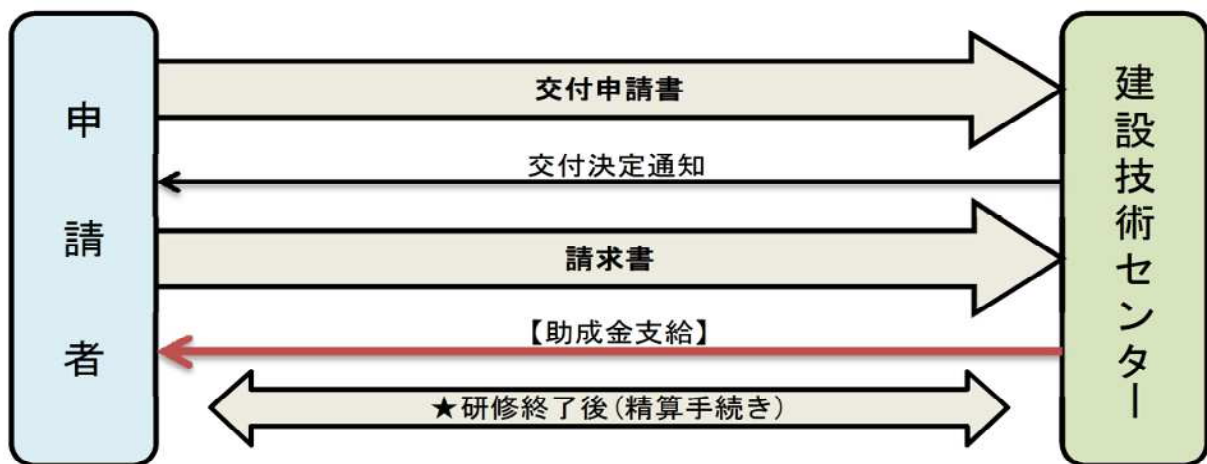 申請者
交付申請書
交付決定通知
請求書
【助成金支給】
★研修終了後(精算手続き)
建設技術センター